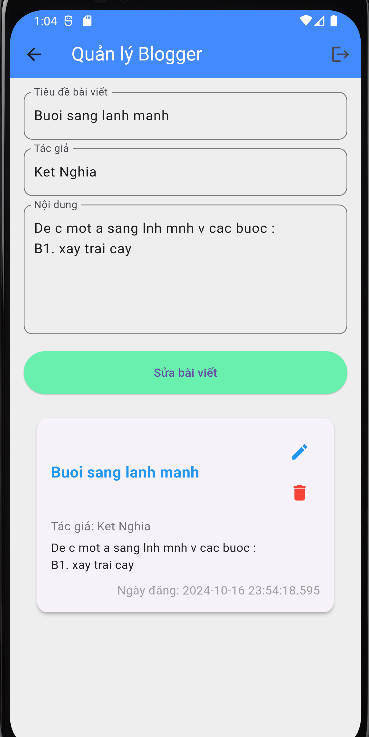 1:04
Quản lý Blogger
Tiêu đề bài viết
Buoi sang lanh manh
Tác giả
Ket Nghia
Nội dung
De c mot a sang lnh mnh v cac buoc :
B1. xay trai cay
Sửa bài viết
Buoi sang lanh manh
Tác giả: Ket Nghia
De c mot a sang lnh mnh v cac buoc :
B1. xay trai cay
Ngày đăng: 2024-10-16 23:54:18.595